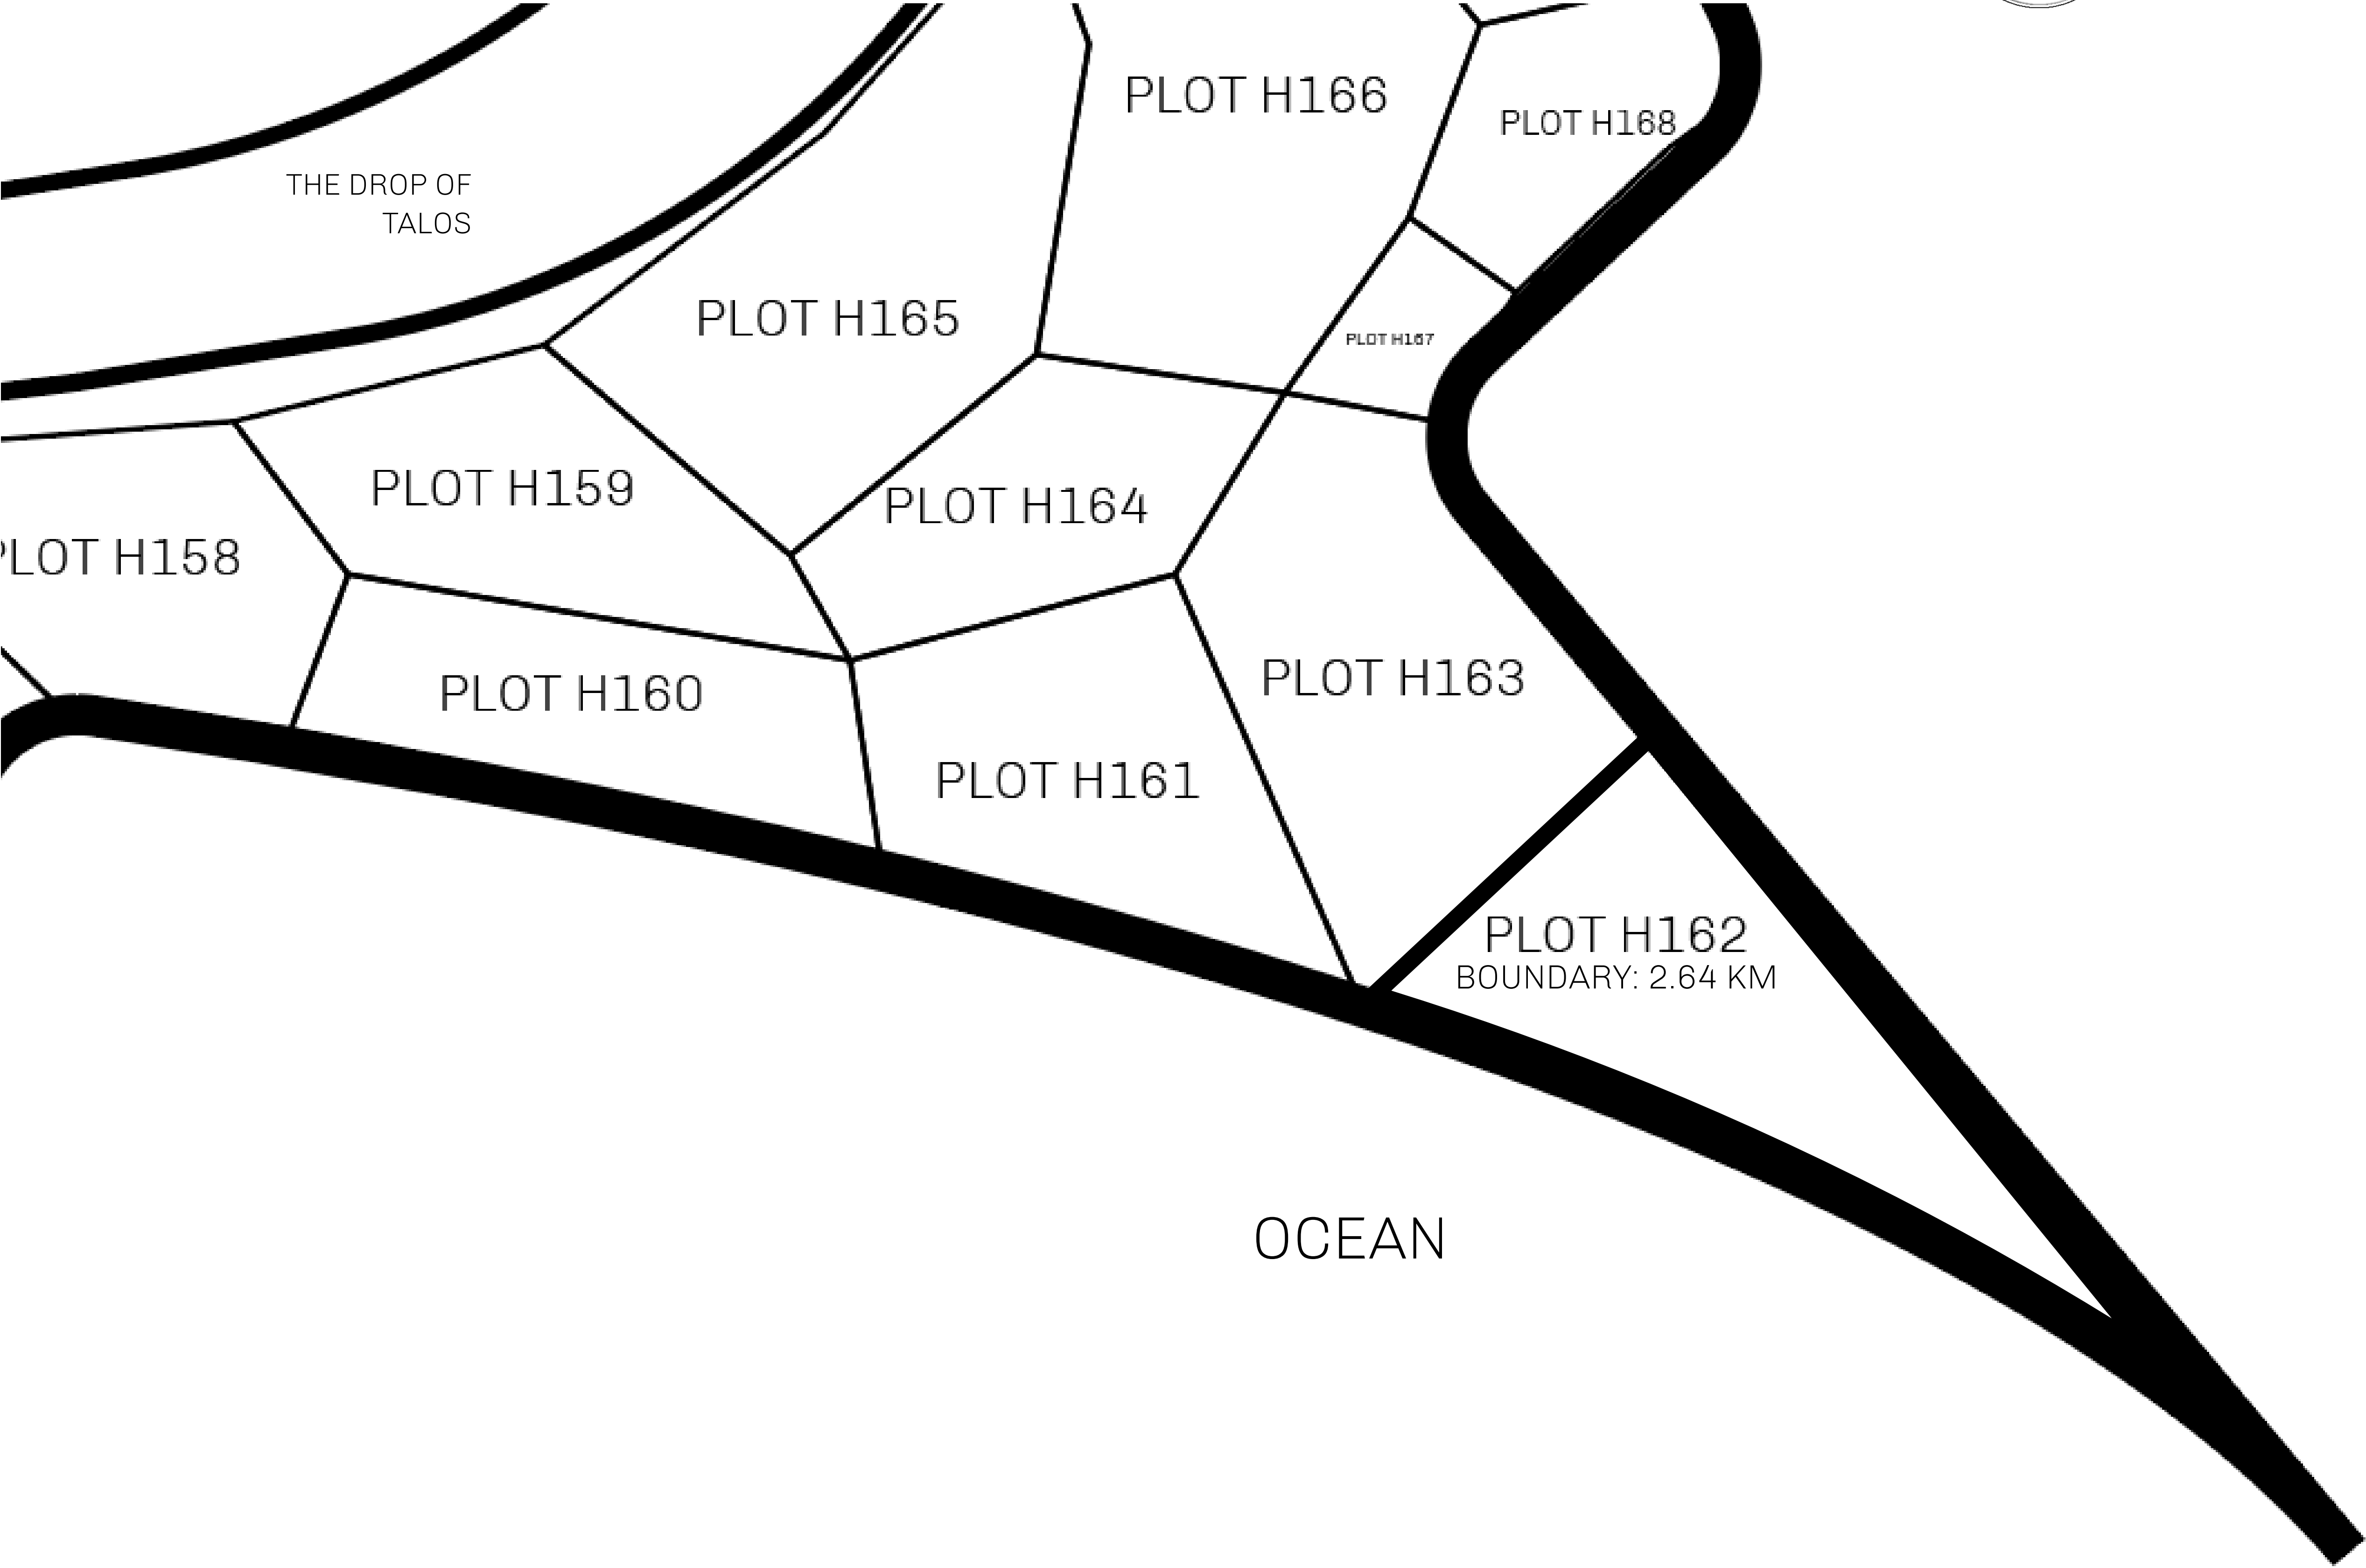 PLOT H166
PLOT H168
THE DROP OF
TALOS
PLOT H165
PLOT H167
PLOT H159
PLOT H164
PLOT H158
PLOT H163
PLOT H160
PLOT H161
PLOT H162
BOUNDARY: 2.64 KM
OCEAN